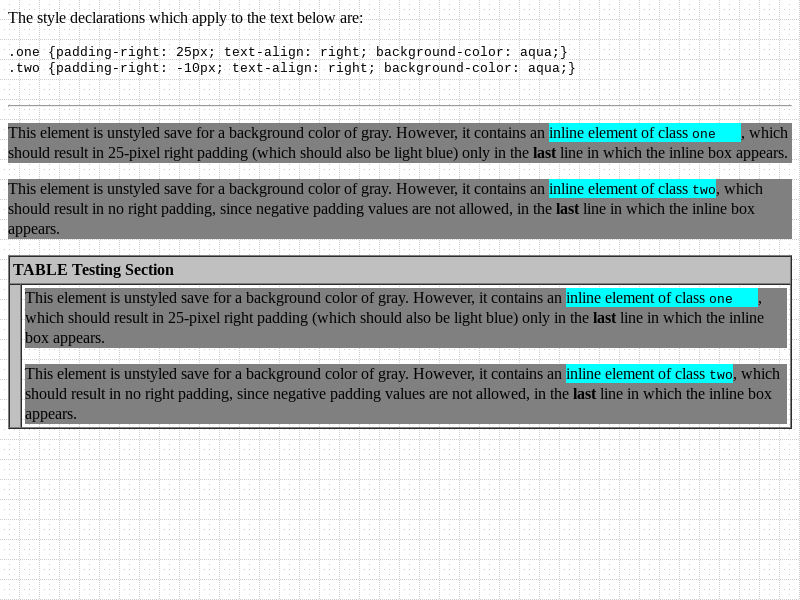 The style declarations which apply to the text below are:
.one {padding-right: 25px; text-align: right; background-color: aqua;}
.two {padding-right: -10px; text-align: right; background-color: aqua;}
This element is unstyled save for a background color of gray. However, it contains an inline element of class one, which
should result in 25-pixel right padding (which should also be light blue) only in the last line in which the inline box appears.
This element is unstyled save for a background color of gray. However, it contains an inline element of class two, which
should result in no right padding, since negative padding values are not allowed, in the last line in which the inline box
appears.
TABLE Testing Section
This element is unstyled save for a background color of gray. However, it contains an inline element of class one,
which should result in 25-pixel right padding (which should also be light blue) only in the last line in which the inline
box appears.
This element is unstyled save for a background color of gray. However, it contains an inline element of class two, which
should result in no right padding, since negative padding values are not allowed, in the last line in which the inline box
appears.